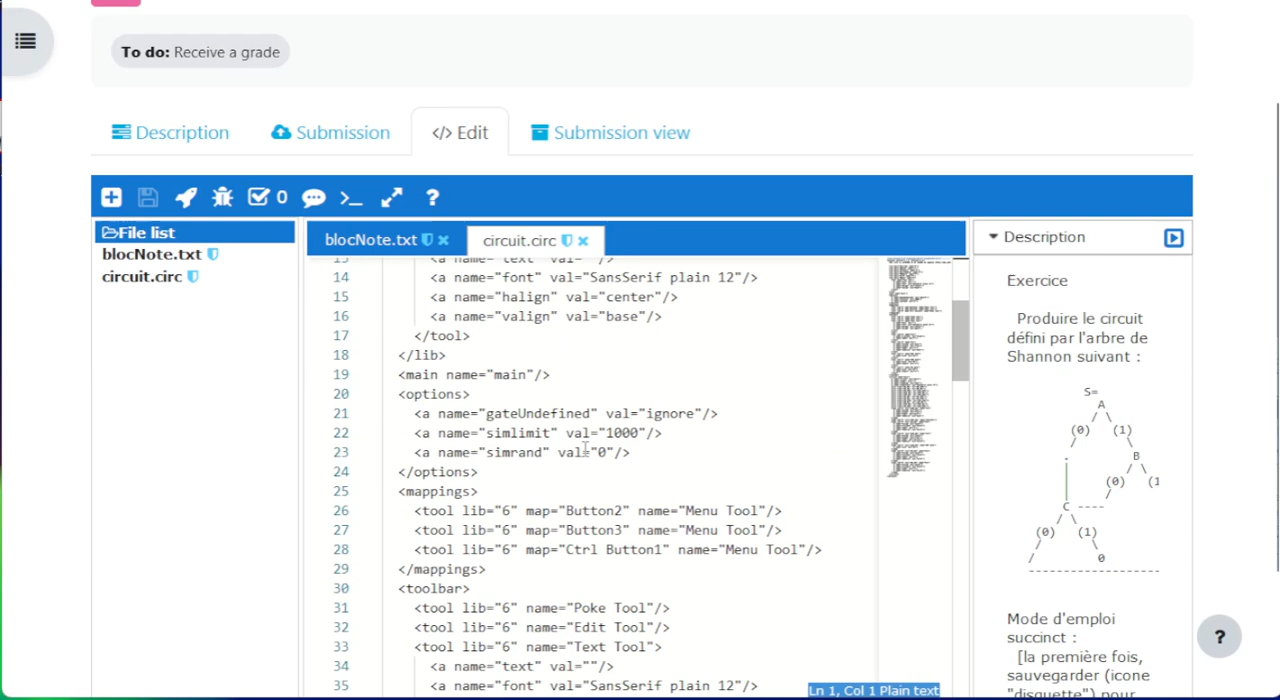 To do: Receive a grade
Description
Submission
</> Edit
Submission view
0
>_
?
File list
blocNote.txt
circuit.circ
blocNote.txt
circuit.circ
14 <a name="font" val="SansSerif plain 12"/>
15 <a name="halign" val="center"/>
16 <a name="valign" val="base"/>
17 </tool>
18 </lib>
19 <main name="main"/>
20 <options>
21 <a name="gateUndefined" val="ignore"/>
22 <a name="simlimit" val="1000"/>
23 <a name="simrand" val="0"/>
24 </options>
25 <mappings>
26 <tool lib="6" map="Button2" name="Menu Tool"/>
27 <tool lib="6" map="Button3" name="Menu Tool"/>
28 <tool lib="6" map="Ctrl Button1" name="Menu Tool"/>
29 </mappings>
30 <toolbar>
31 <tool lib="6" name="Poke Tool"/>
32 <tool lib="6" name="Edit Tool"/>
33 <tool lib="6" name="Text Tool">
34 <a name="text" val=""/>
35 <a name="font" val="SansSerif plain 12"/>
Ln 1, Col 1 Plain text
Description
Exercice
Produire le circuit
défini par l'arbre de
Shannon suivant :
S=
A
/ \
(0) (1)
/ \
. B
| / \
| (0) (1
| /
C ----
/ \
(0) (1)
/ \
/ 0
------------------
Mode d'emploi
succinct :
[la première fois,
sauvegarder (icone
"disquette") pour
?